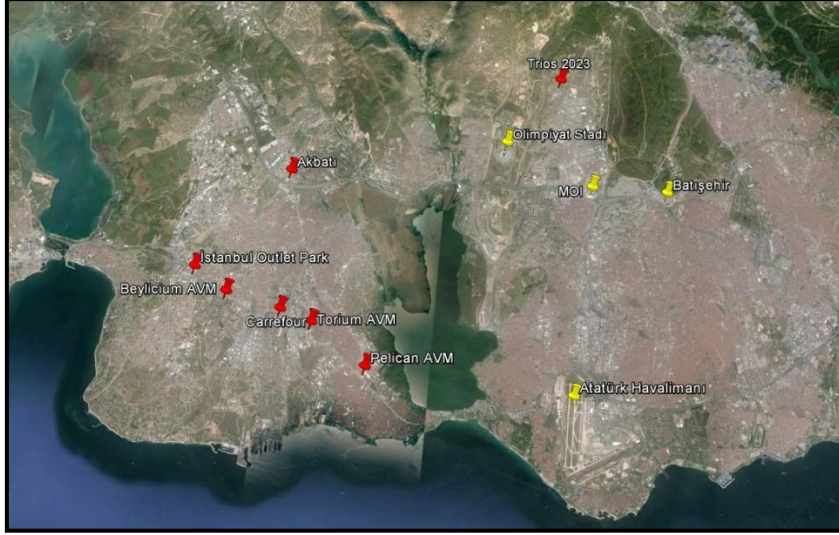 Trios 2023
Olimpiyat Stadı
Akbatı
MOI
Batışehir
İstanbul Outlet Park
Beylicium AVM
Carrefour
Torium AVM
Pelican AVM
Atatürk Havalimanı